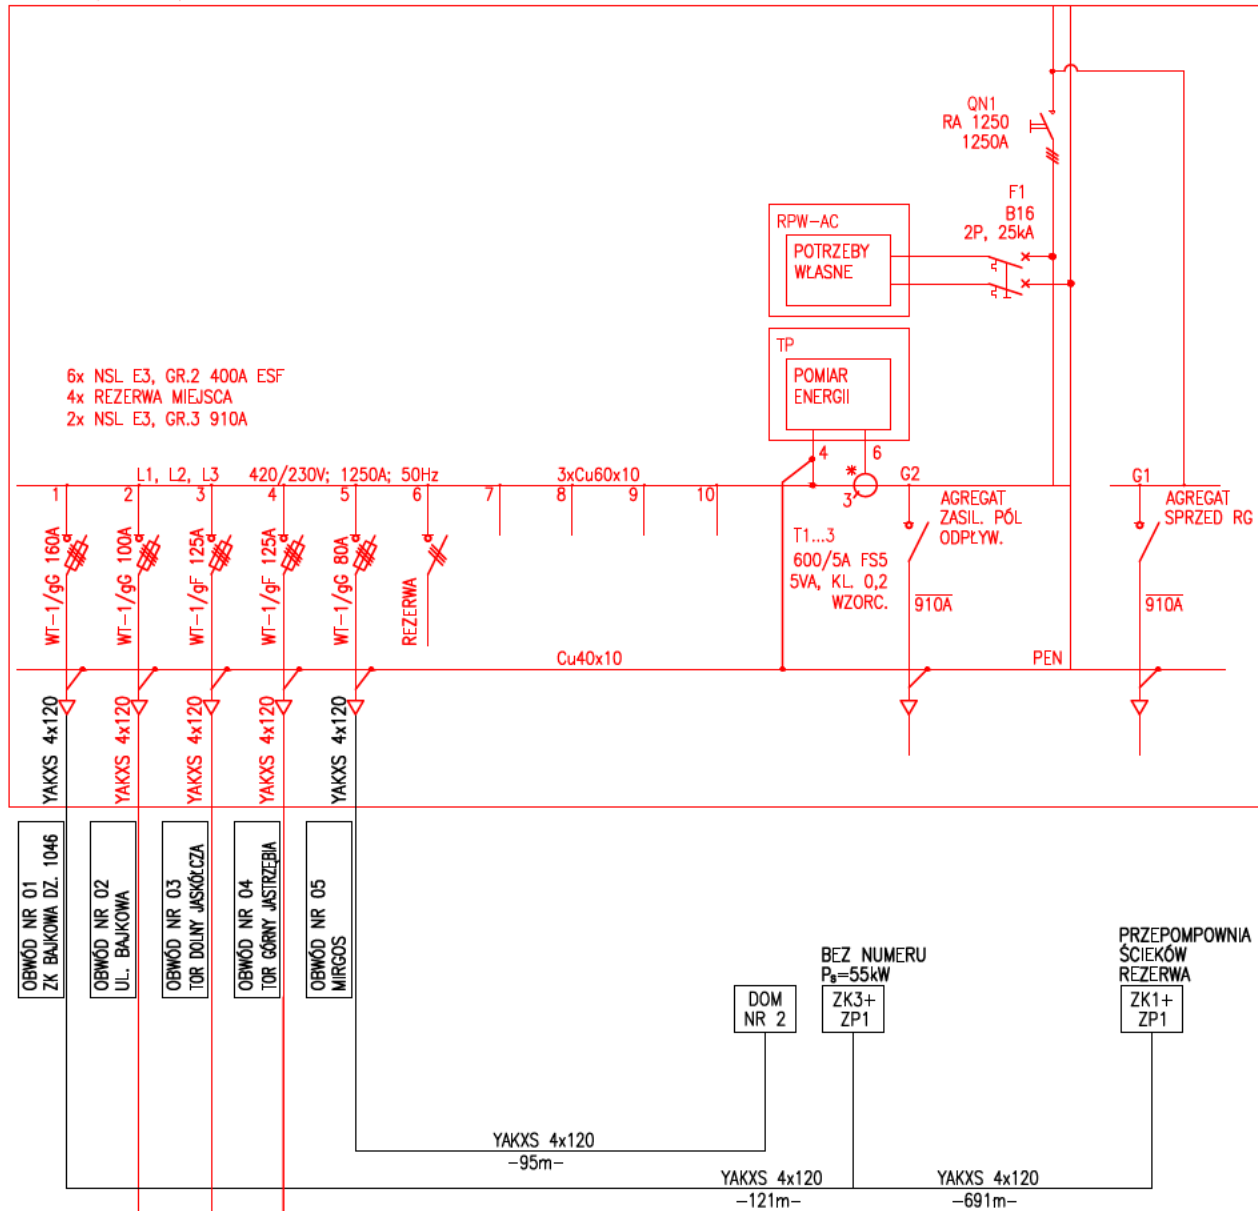 QN1
RA 1250
1250A
F1
B16
2P, 25kA
RPW-AC
POTRZEBY
WŁASNE
TP
POMIAR
ENERGII
6x NSL E3, GR.2 400A ESF
4x REZERWA MIEJSCA
2x NSL E3, GR.3 910A
L1, L2, L3 420/230V; 1250A; 50Hz
3xCu60x10
4
6
*
3
1
2
3
4
5
6
7
8
9
10
G2
AGREGAT
ZASIL. PÓL
ODPŁYW.
G1
AGREGAT
SPRZED RG
T1...3
600/5A FS5
5VA, KL. 0,2
WZORC.
910A
910A
WT-1/gG 160A
WT-1/gG 100A
WT-1/gF 125A
WT-1/gF 125A
WT-1/gG 80A
REZERWA
Cu40x10
PEN
YAKXS 4x120
YAKXS 4x120
YAKXS 4x120
YAKXS 4x120
YAKXS 4x120
OBWÓD NR 01
ZK BAJKOWA DZ. 1046
OBWÓD NR 02
UL. BAJKOWA
OBWÓD NR 03
TOR DOLNY JASKÓŁCZA
OBWÓD NR 04
TOR GÓRNY JASTRZĘBIA
OBWÓD NR 05
MIRGOS
DOM
NR 2
BEZ NUMERU
Ps=55kW
ZK3+
ZP1
PRZEPOMPOWNIA
ŚCIEKÓW
REZERWA
ZK1+
ZP1
YAKXS 4x120
-95m-
YAKXS 4x120
-121m-
YAKXS 4x120
-691m-